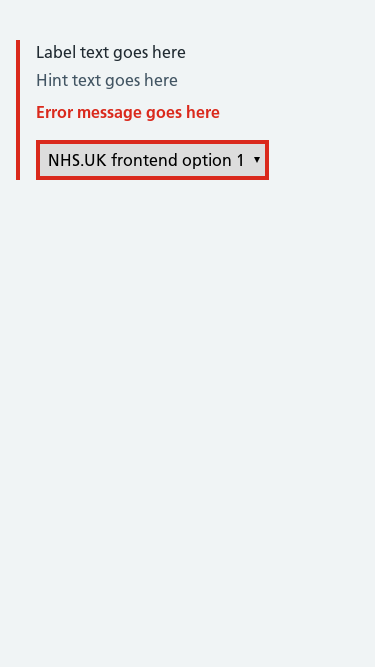 Label text goes here
Hint text goes here
Error message goes here
NHS.UK frontend option 1